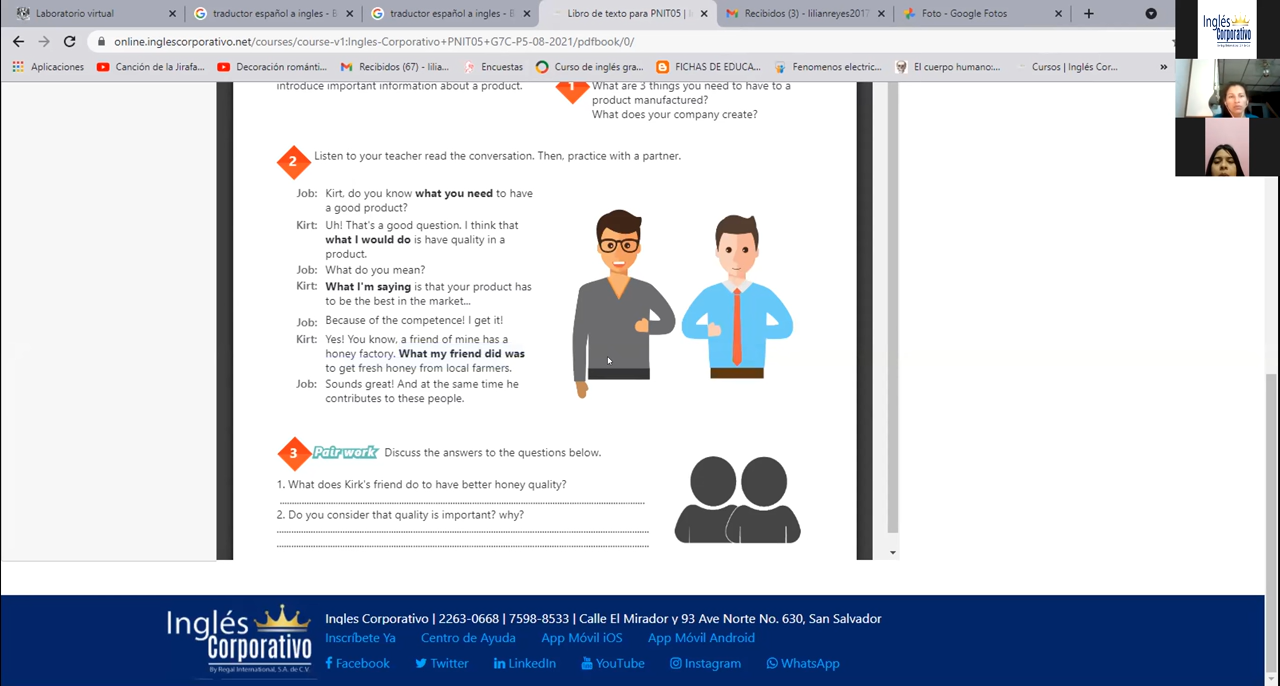 Laboratorio virtual
traductor español a ingles - B
traductor español a ingles - B
Libro de texto para PNIT05 | I
Recibidos (3) - lilianreyes2017
Foto - Google Fotos
online.inglescorporativo.net/courses/course-v1:Ingles-Corporativo+PNIT05+G7C-P5-08-2021/pdfbook/0/
Aplicaciones
Canción de la Jirafa...
Decoración románti...
Recibidos (67) - lilia...
Encuestas
Curso de inglés gra...
FICHAS DE EDUCA...
Fenomenos electric...
El cuerpo humano:...
Cursos | Inglés Cor...
»
Inglés
Corporativo
introduce important information about a product.
1
What are 3 things you need to have to a
product manufactured?
What does your company create?
2
Listen to your teacher read the conversation. Then, practice with a partner.
Job: Kirt, do you know what you need to have
a good product?
Kirt: Uh! That's a good question. I think that
what I would do is have quality in a
product.
Job: What do you mean?
Kirt: What I'm saying is that your product has
to be the best in the market...
Job: Because of the competence! I get it!
Kirt: Yes! You know, a friend of mine has a
honey factory. What my friend did was
to get fresh honey from local farmers.
Job: Sounds great! And at the same time he
contributes to these people.
3
Pair work Discuss the answers to the questions below.
1. What does Kirk's friend do to have better honey quality?
2. Do you consider that quality is important? why?
Inglés
Corporativo
By Regal International, S.A. de C.V.
Ingles Corporativo | 2263-0668 | 7598-8533 | Calle El Mirador y 93 Ave Norte No. 630, San Salvador
Inscríbete Ya
Centro de Ayuda
App Móvil iOS
App Móvil Android
Facebook
Twitter
LinkedIn
YouTube
Instagram
WhatsApp